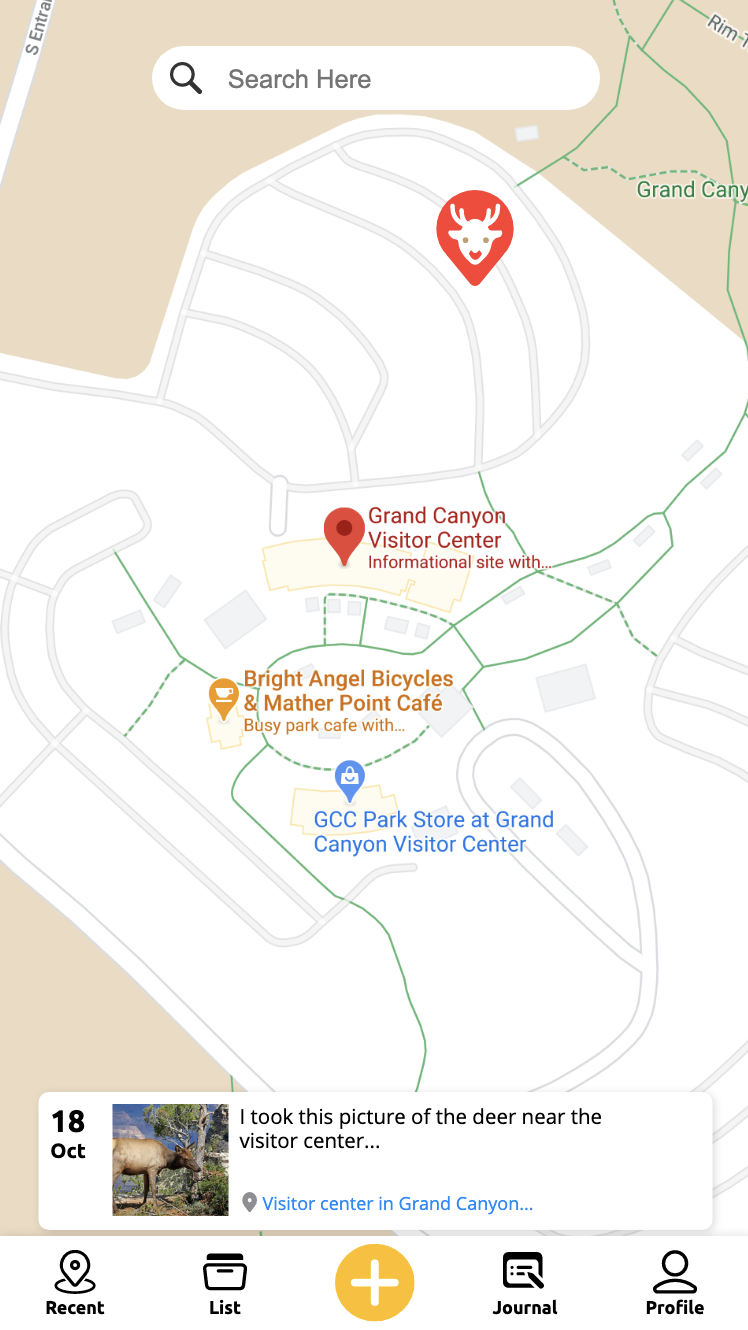 S Entra
Rim T
Search Here
Grand Cany
Grand Canyon
Visitor Center
Informational site with...
Bright Angel Bicycles
& Mather Point Café
Busy park cafe with...
GCC Park Store at Grand
Canyon Visitor Center
18
Oct
I took this picture of the deer near the
visitor center...
Visitor center in Grand Canyon...
Recent
List
Journal
Profile